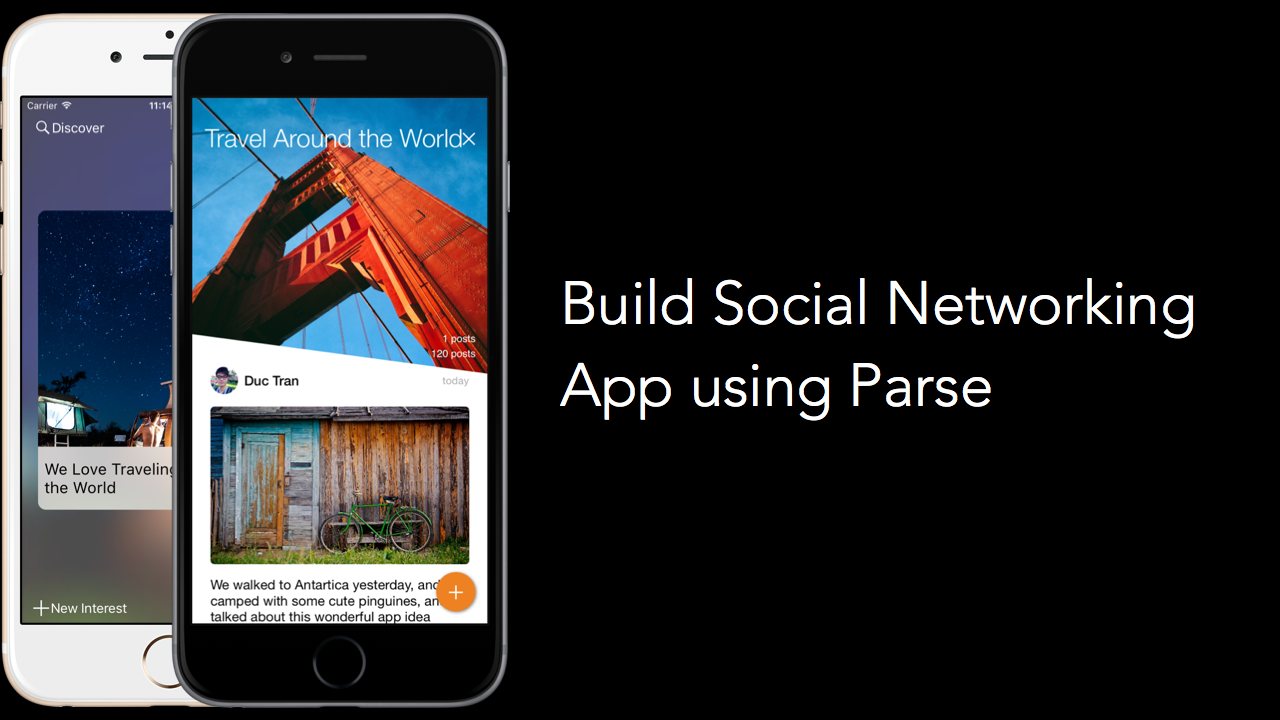 Carrier
11:14
Discover
We Love Traveling
the World
New Interest
Travel Around the World
1 posts
120 posts
Duc Tran
today
We walked to Antartica yesterday, and
camped with some cute pinguines, an
talked about this wonderful app idea
Build Social Networking
App using Parse